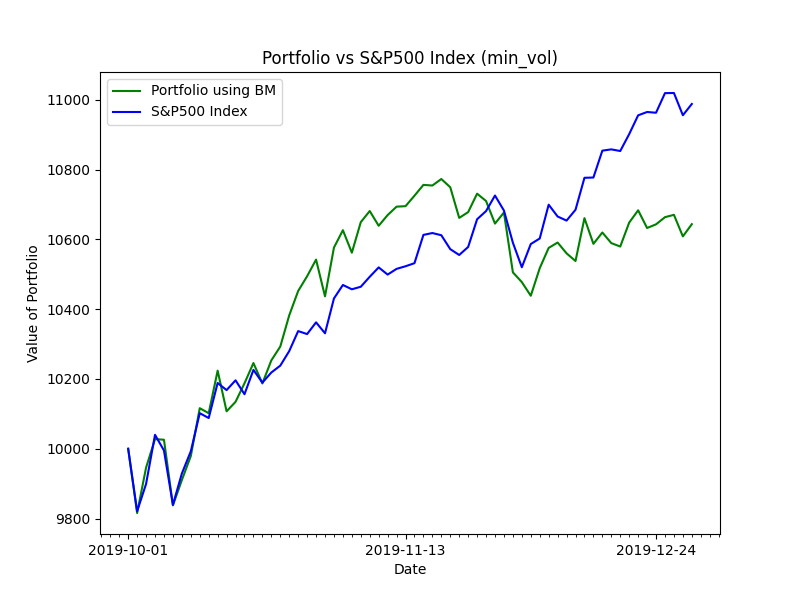 Portfolio vs S&P500 Index (min_vol)
Portfolio using BM
S&P500 Index
11000
10800
10600
10400
10200
10000
9800
Value of Portfolio
2019-10-01
2019-11-13
2019-12-24
Date